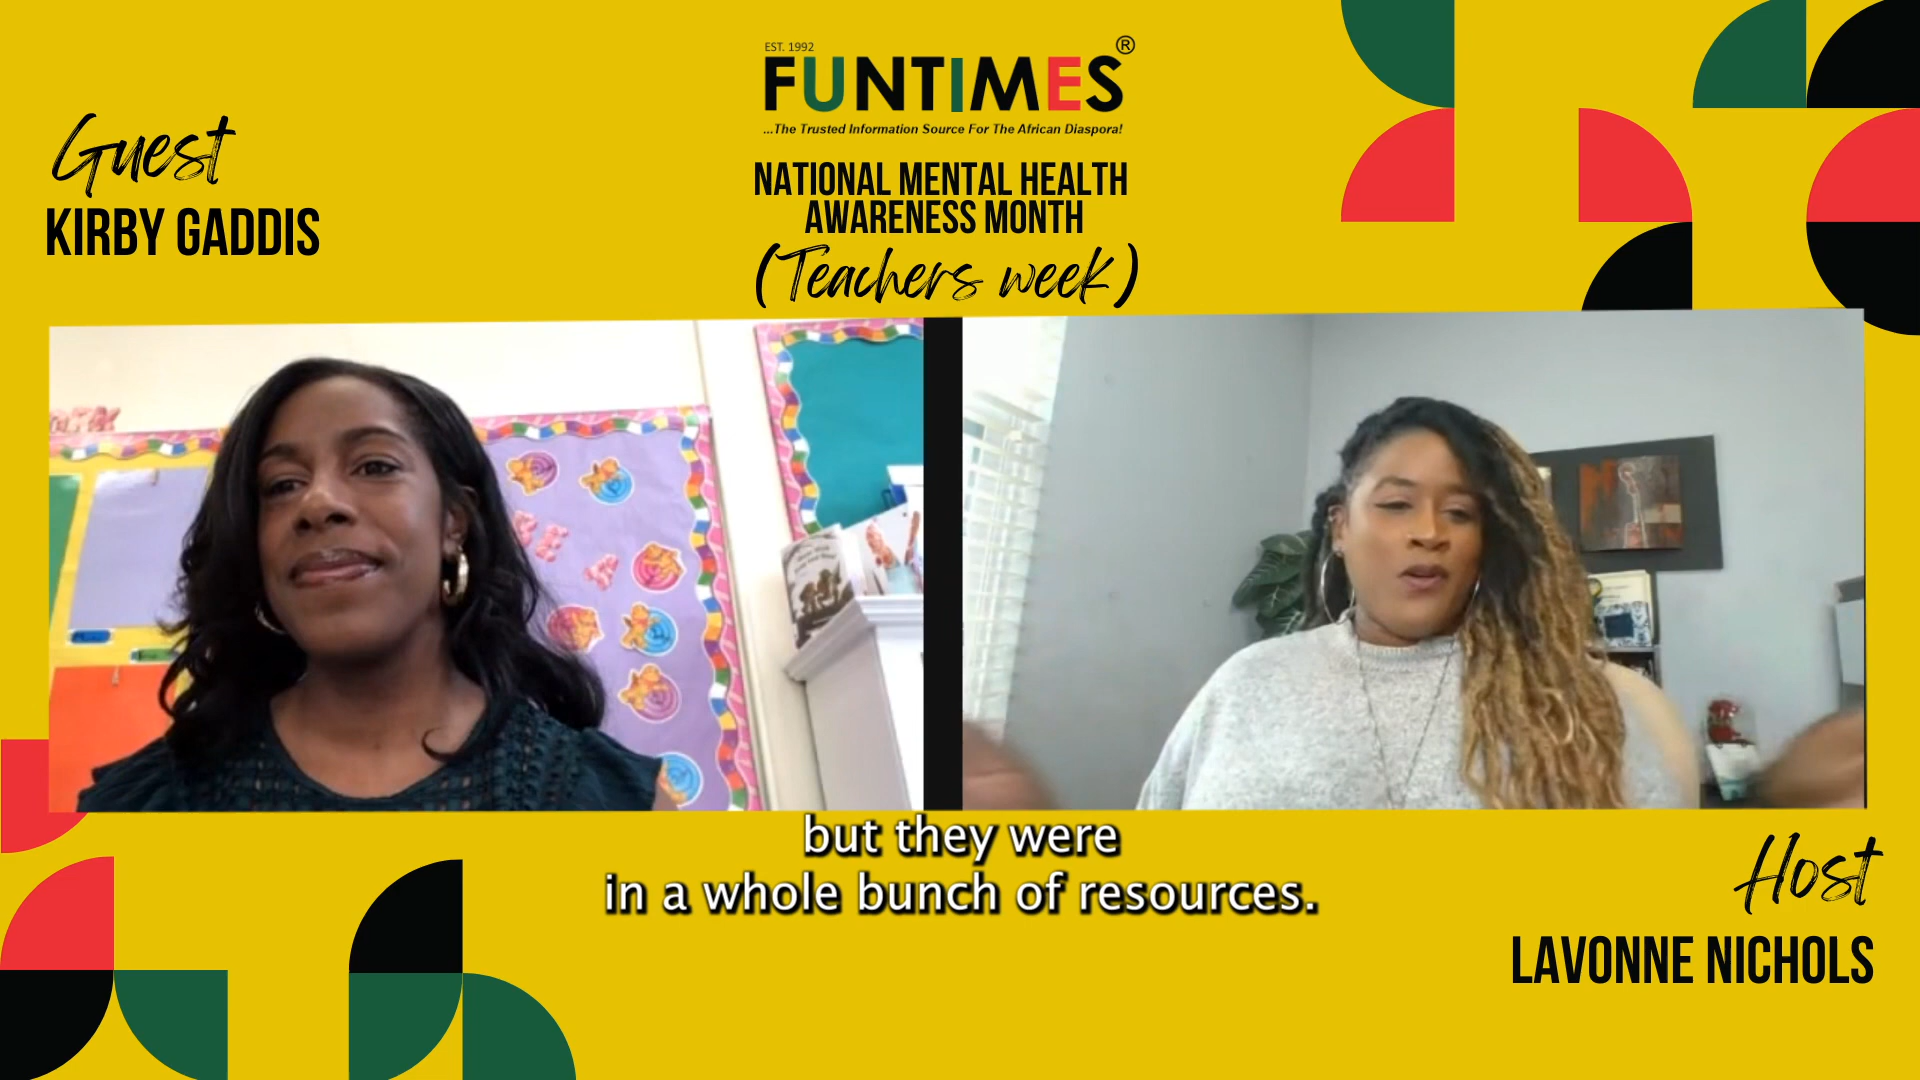 EST. 1992
FUNTIMES®
...The Trusted Information Source For The African Diaspora!
NATIONAL MENTAL HEALTH
AWARENESS MONTH
(Teachers week)
Guest
KIRBY GADDIS
but they were
in a whole bunch of resources.
Host
LAVONNE NICHOLS